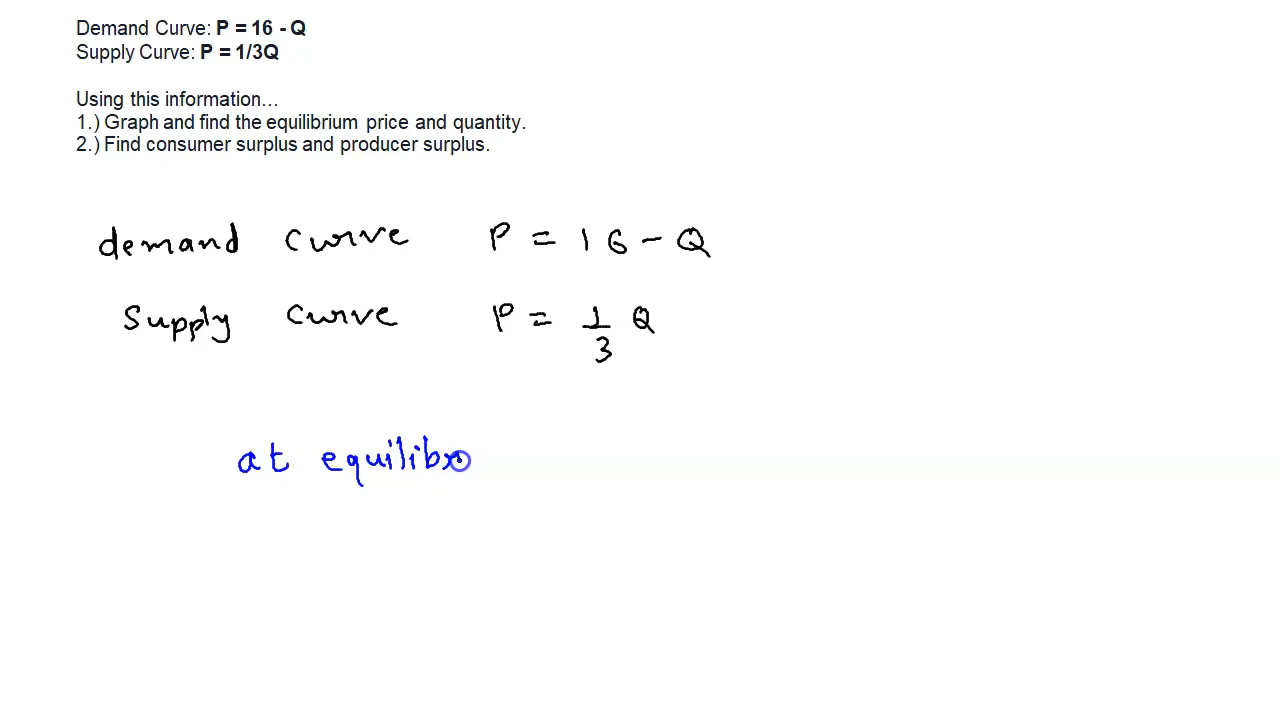 Demand Curve: P = 16 - Q
Supply Curve: P = 1/3Q
Using this information...
1.) Graph and find the equilibrium price and quantity.
2.) Find consumer surplus and producer surplus.
demand curve P = 16 - Q
Supply curve P = 1/3 Q
at equilibr